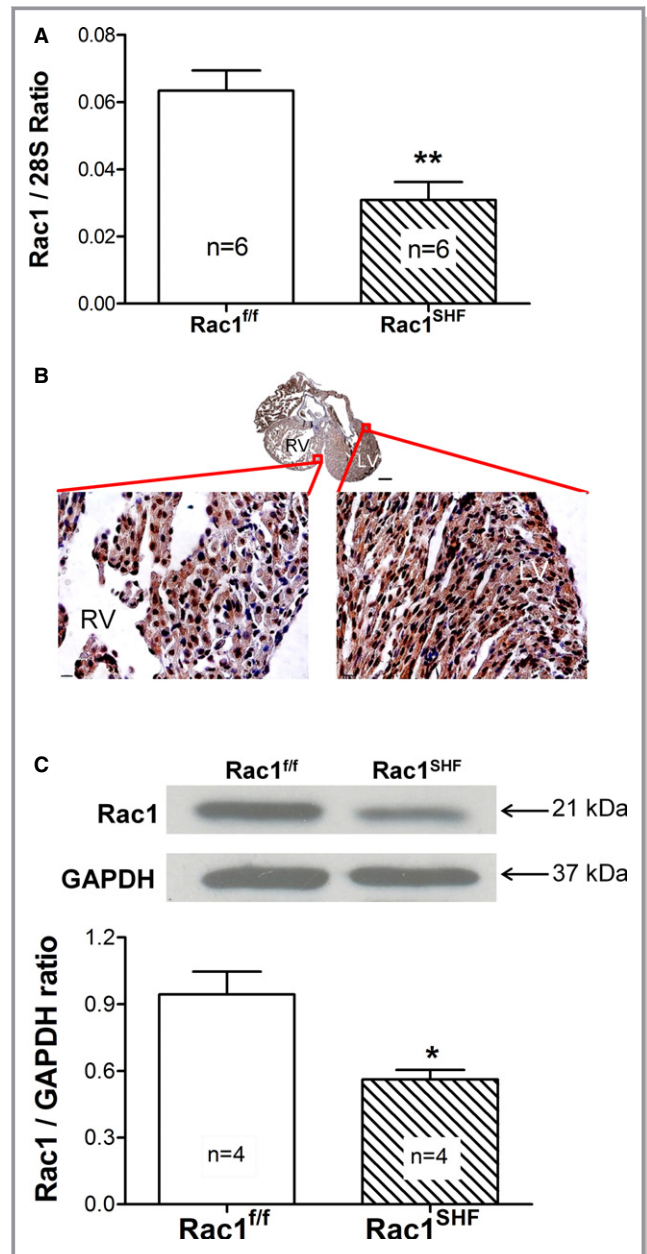 A
Rac1 / 28S Ratio
0.08
0.06
0.04
0.02
0.00
**
n=6
n=6
Rac1f/f
Rac1SHF
B
RV
LV
RV
LV
C
Rac1f/f
Rac1SHF
Rac1
21 kDa
GAPDH
37 kDa
Rac1 / GAPDH ratio
1.2
0.9
0.6
0.3
0.0
*
n=4
n=4
Rac1f/f
Rac1SHF